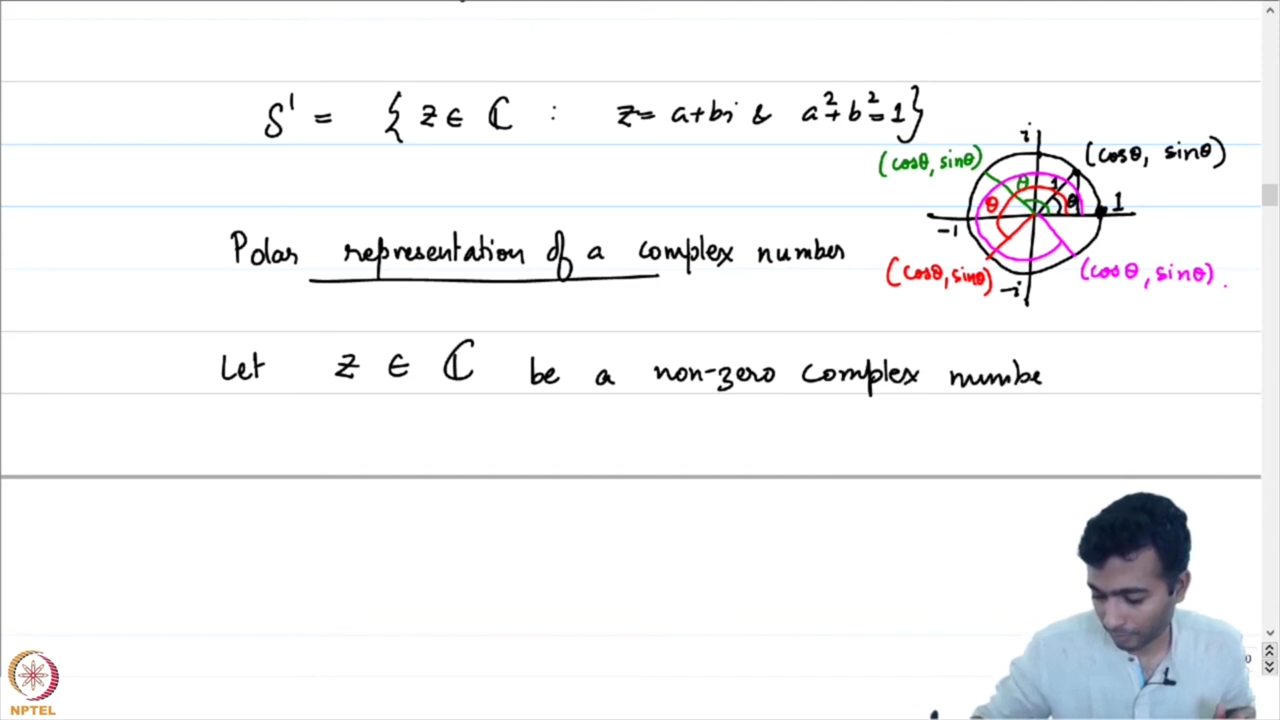 S¹ = { z ∈ ℂ : z = a+bi & a²+b²=1}
i
(cosθ, sinθ)
(cosθ, sinθ)
θ
1
θ
θ
1
-1
Polar representation of a complex number
(cosθ, sinθ)
(cosθ, sinθ).
-i
Let z ∈ ℂ be a non-zero complex numbe
NPTEL